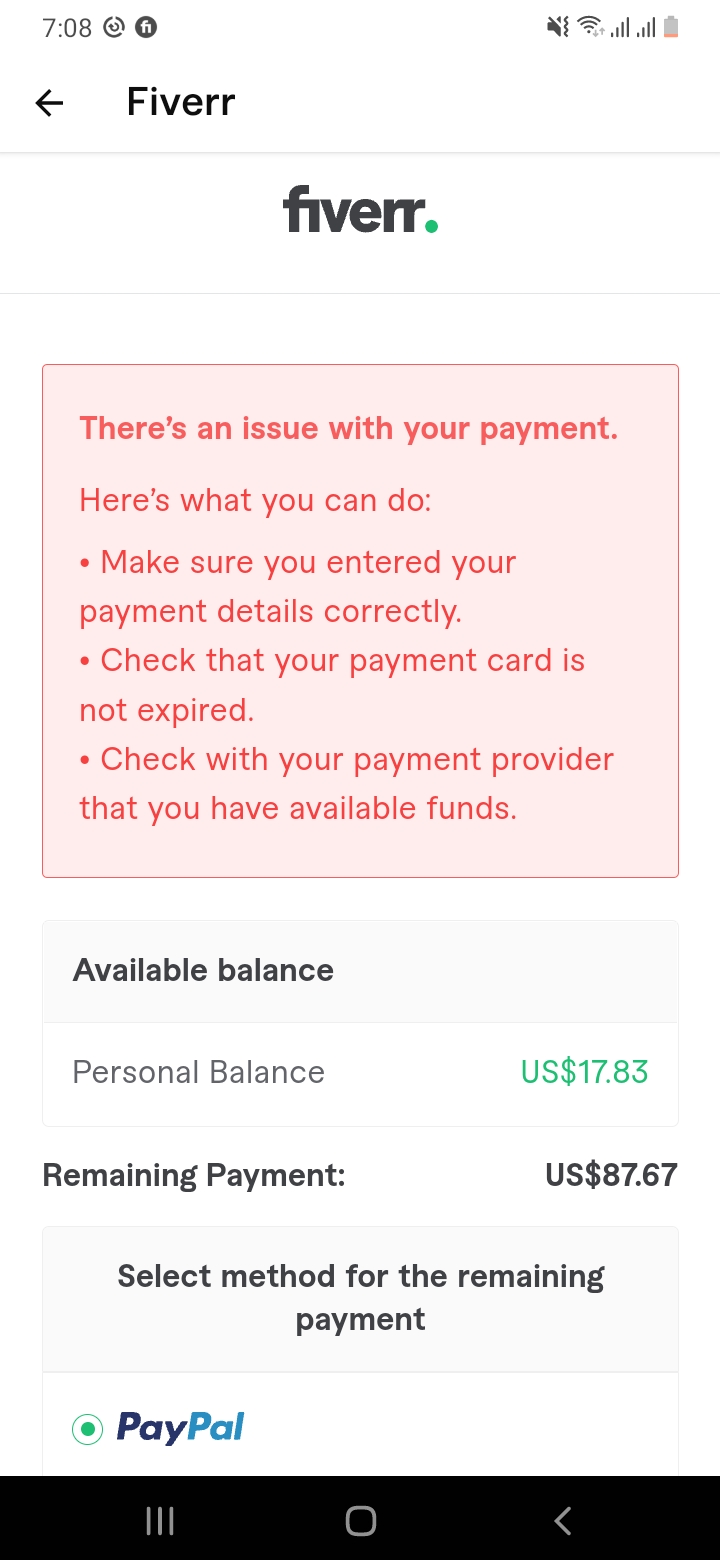 7:08
Fiverr
fiverr.
There’s an issue with your payment.
Here’s what you can do:
• Make sure you entered your
payment details correctly.
• Check that your payment card is
not expired.
• Check with your payment provider
that you have available funds.
Available balance
Personal Balance US$17.83
Remaining Payment: US$87.67
Select method for the remaining
payment
PayPal